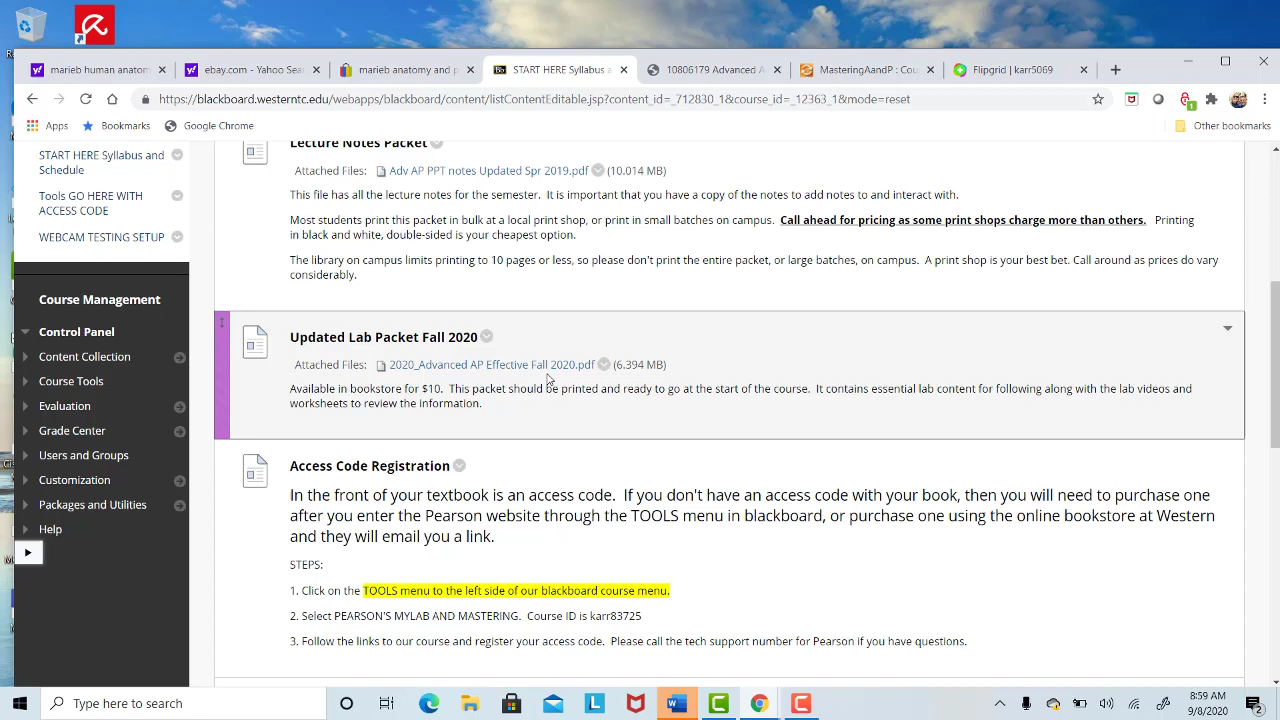 marieb human anatom
ebay.com - Yahoo Sea
marieb anatomy and p
START HERE Syllabus a
10806179 Advanced A
MasteringAandP : Cou
Flipgrid | karr5069
https://blackboard.westerntc.edu/webapps/blackboard/content/listContentEditable.jsp?content_id=_712830_1&course_id=_12363_1&mode=reset
Apps
Bookmarks
Google Chrome
Other bookmarks
START HERE Syllabus and
Schedule
Tools GO HERE WITH
ACCESS CODE
WEBCAM TESTING SETUP
Course Management
Control Panel
Content Collection
Course Tools
Evaluation
Grade Center
Users and Groups
Customization
Packages and Utilities
Help
Lecture Notes Packet
Attached Files: Adv AP PPT notes Updated Spr 2019.pdf (10.014 MB)
This file has all the lecture notes for the semester. It is important that you have a copy of the notes to add notes to and interact with.
Most students print this packet in bulk at a local print shop, or print in small batches on campus. Call ahead for pricing as some print shops charge more than others. Printing
in black and white, double-sided is your cheapest option.
The library on campus limits printing to 10 pages or less, so please don't print the entire packet, or large batches, on campus. A print shop is your best bet. Call around as prices do vary
considerably.
Updated Lab Packet Fall 2020
Attached Files: 2020_Advanced AP Effective Fall 2020.pdf (6.394 MB)
Available in bookstore for $10. This packet should be printed and ready to go at the start of the course. It contains essential lab content for following along with the lab videos and
worksheets to review the information.
Access Code Registration
In the front of your textbook is an access code. If you don't have an access code with your book, then you will need to purchase one
after you enter the Pearson website through the TOOLS menu in blackboard, or purchase one using the online bookstore at Western
and they will email you a link.
STEPS:
1. Click on the TOOLS menu to the left side of our blackboard course menu.
2. Select PEARSON'S MYLAB AND MASTERING. Course ID is karr83725
3. Follow the links to our course and register your access code. Please call the tech support number for Pearson if you have questions.
Type here to search
8:59 AM
9/8/2020